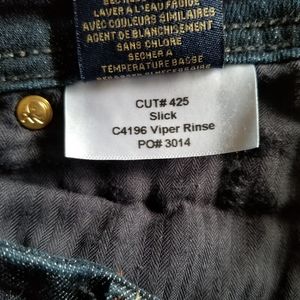 LAVER A L'EAU FROIDE
AVEC COULEURS SIMILAIRES
AGENT DE BLANCHISEMENT
SANS CHLORE
SECHER A
TEMPERATURE BASSE
CUT# 425
Slick
C4196 Viper Rinse
PO# 3014